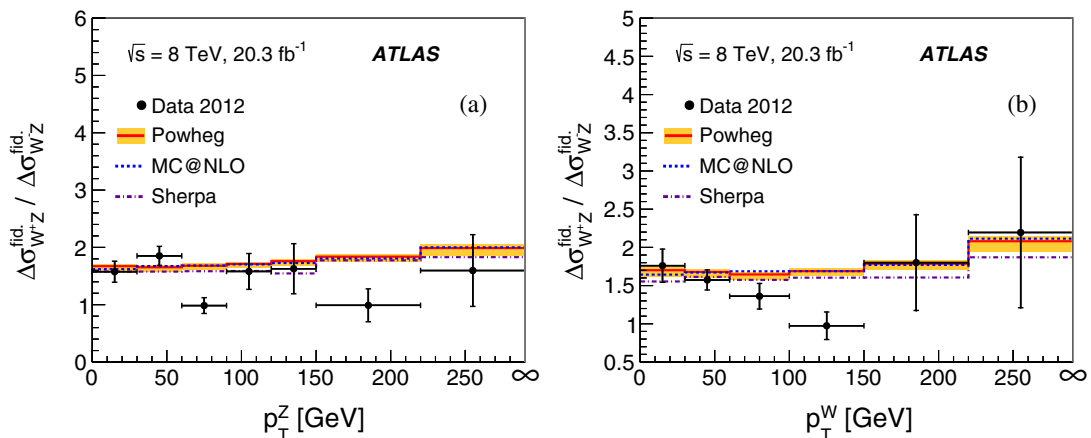 Δσ^fid._W⁺Z / Δσ^fid._W⁻Z
6
5
4
3
2
1
0
√s = 8 TeV, 20.3 fb⁻¹
ATLAS
(a)
Data 2012
Powheg
MC@NLO
Sherpa
0 50 100 150 200 250 ∞
p_T^Z [GeV]
Δσ^fid._W⁺Z / Δσ^fid._W⁻Z
5
4.5
4
3.5
3
2.5
2
1.5
1
0.5
√s = 8 TeV, 20.3 fb⁻¹
ATLAS
(b)
Data 2012
Powheg
MC@NLO
Sherpa
0 50 100 150 200 250 ∞
p_T^W [GeV]